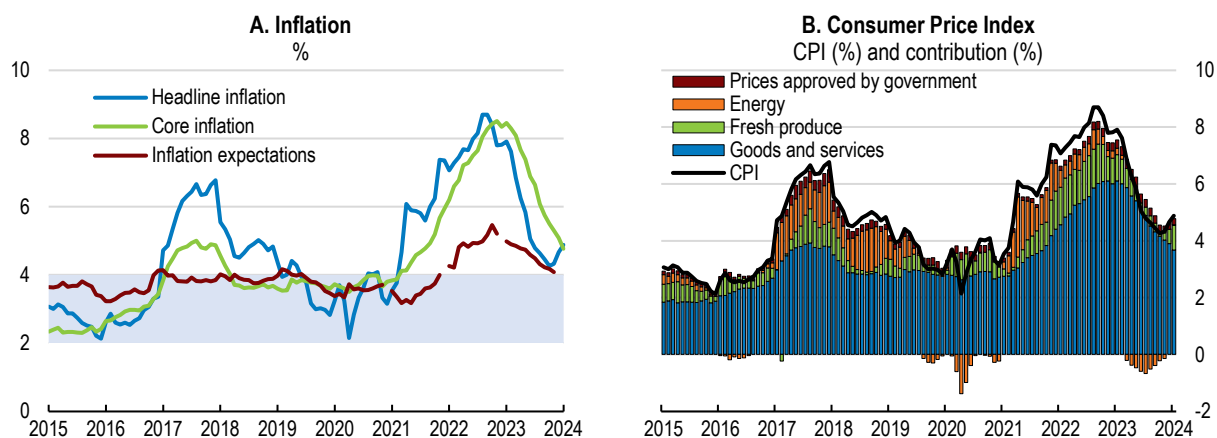 A. Inflation
%
10
8
6
4
2
0
Headline inflation
Core inflation
Inflation expectations
2015 2016 2017 2018 2019 2020 2021 2022 2023 2024
B. Consumer Price Index
CPI (%) and contribution (%)
Prices approved by government
Energy
Fresh produce
Goods and services
CPI
10
8
6
4
2
0
-2
2015 2016 2017 2018 2019 2020 2021 2022 2023 2024